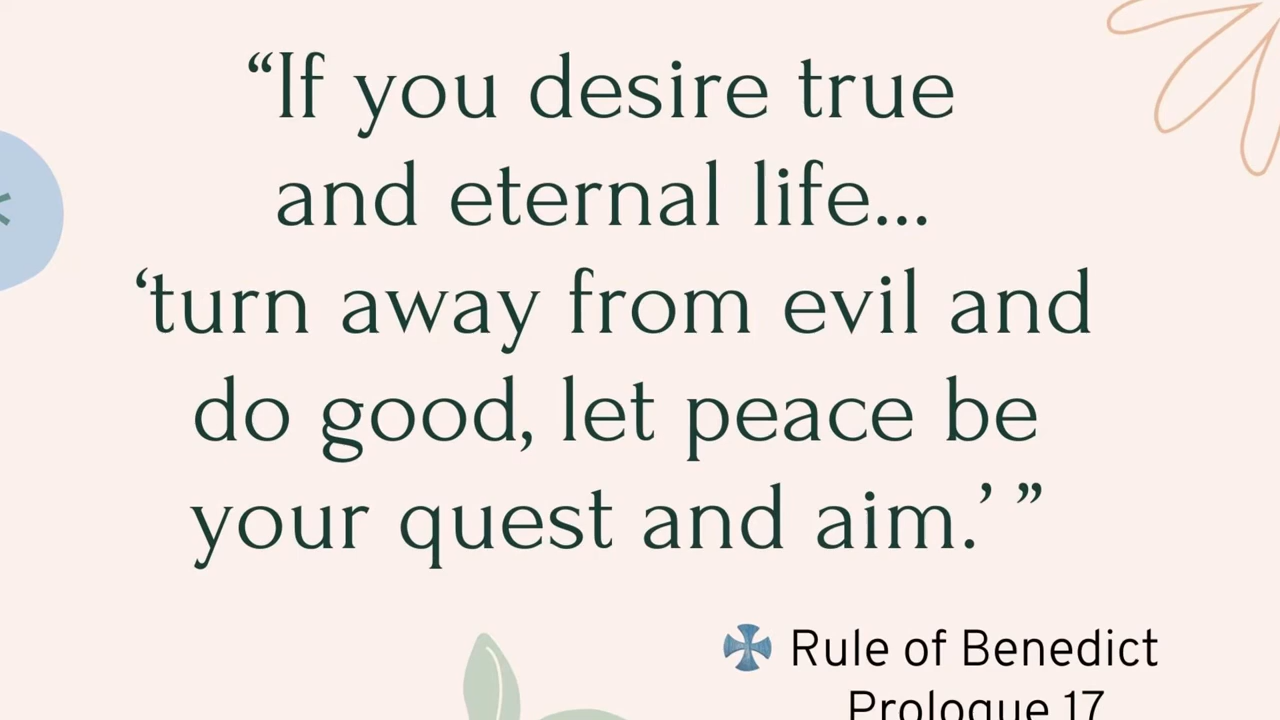 “If you desire true
and eternal life...
‘turn away from evil and
do good, let peace be
your quest and aim.’ ”
Rule of Benedict
Prologue 17